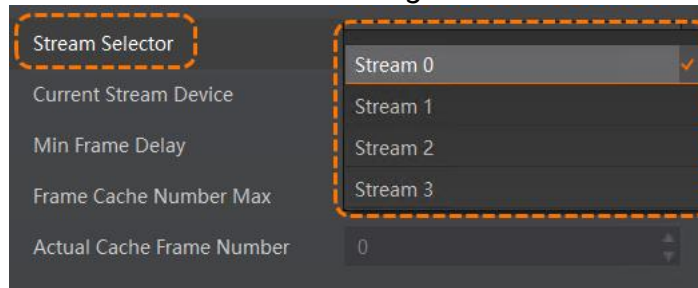 Stream Selector
Stream 0
Current Stream Device
Stream 1
Min Frame Delay
Stream 2
Frame Cache Number Max
Stream 3
Actual Cache Frame Number
0